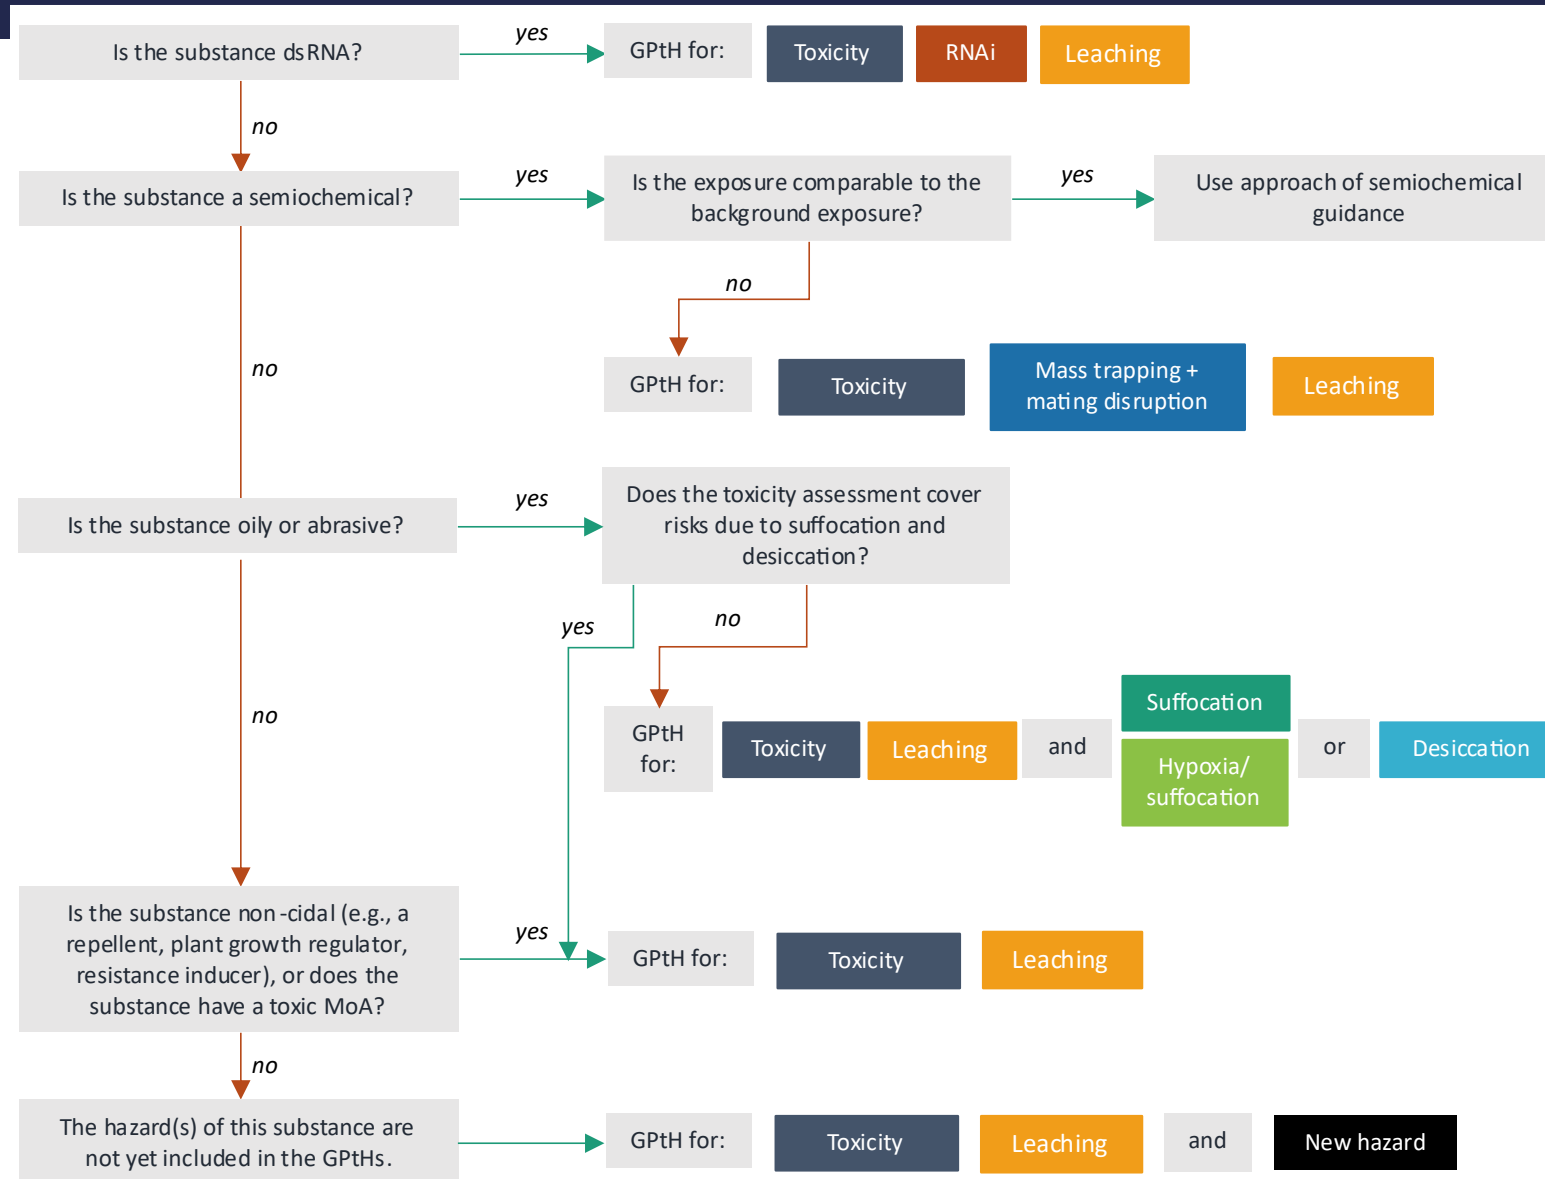 Is the substance dsRNA?
yes
GPtH for:
Toxicity
RNAi
Leaching
no
Is the substance a semiochemical?
yes
Is the exposure comparable to the
background exposure?
yes
Use approach of semiochemical
guidance
no
GPtH for:
Toxicity
Mass trapping +
mating disruption
Leaching
no
Is the substance oily or abrasive?
yes
Does the toxicity assessment cover
risks due to suffocation and
desiccation?
yes
no
GPtH
for:
Toxicity
Leaching
and
Suffocation
Hypoxia/
suffocation
or
Desiccation
no
Is the substance non-cidal (e.g., a
repellent, plant growth regulator,
resistance inducer), or does the
substance have a toxic MoA?
yes
GPtH for:
Toxicity
Leaching
no
The hazard(s) of this substance are
not yet included in the GPtHs.
GPtH for:
Toxicity
Leaching
and
New hazard